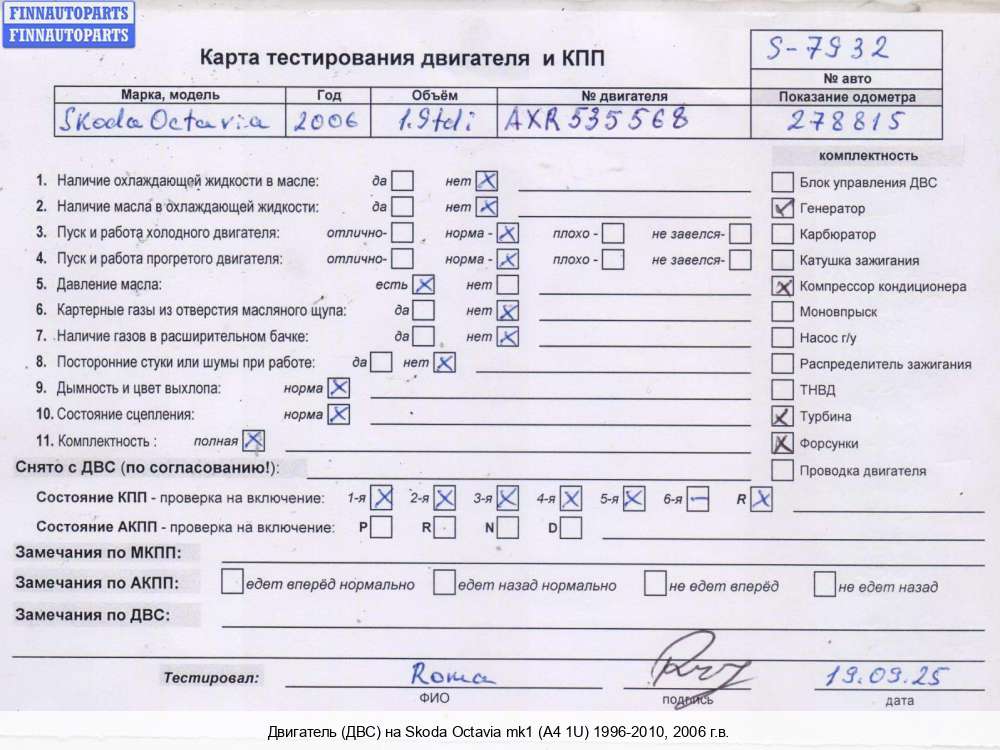 FINNAUTOPARTS
FINNAUTOPARTS
Карта тестирования двигателя и КПП
S-7932
№ авто
Марка, модель Год Объём № двигателя Показание одометра
Skoda Octavia 2006 1.9tdi AXR 535568 278815
комплектность
1. Наличие охлаждающей жидкости в масле: да нет X
Блок управления ДВС
2. Наличие масла в охлаждающей жидкости: да нет X
Генератор
3. Пуск и работа холодного двигателя: отлично- норма - X плохо - не завелся-
Карбюратор
4. Пуск и работа прогретого двигателя: отлично- норма - X плохо - не завелся-
Катушка зажигания
5. Давление масла: есть X нет
Компрессор кондиционера
6. Картерные газы из отверстия масляного щупа: да нет X
Моновпрыск
7. Наличие газов в расширительном бачке: да нет X
Насос г/у
8. Посторонние стуки или шумы при работе: да нет X
Распределитель зажигания
9. Дымность и цвет выхлопа: норма X
ТНВД
10. Состояние сцепления: норма X
Турбина
11. Комплектность : полная X
Форсунки
Снято с ДВС (по согласованию!):
Проводка двигателя
Состояние КПП - проверка на включение: 1-я X 2-я X 3-я X 4-я X 5-я X 6-я – R X
Состояние АКПП - проверка на включение: P R N D
Замечания по МКПП:
Замечания по АКПП: едет вперёд нормально едет назад нормально не едет вперёд не едет назад
Замечания по ДВС:
Тестировал: Roma 19.09.25
ФИО подпись дата
Двигатель (ДВС) на Skoda Octavia mk1 (A4 1U) 1996-2010, 2006 г.в.